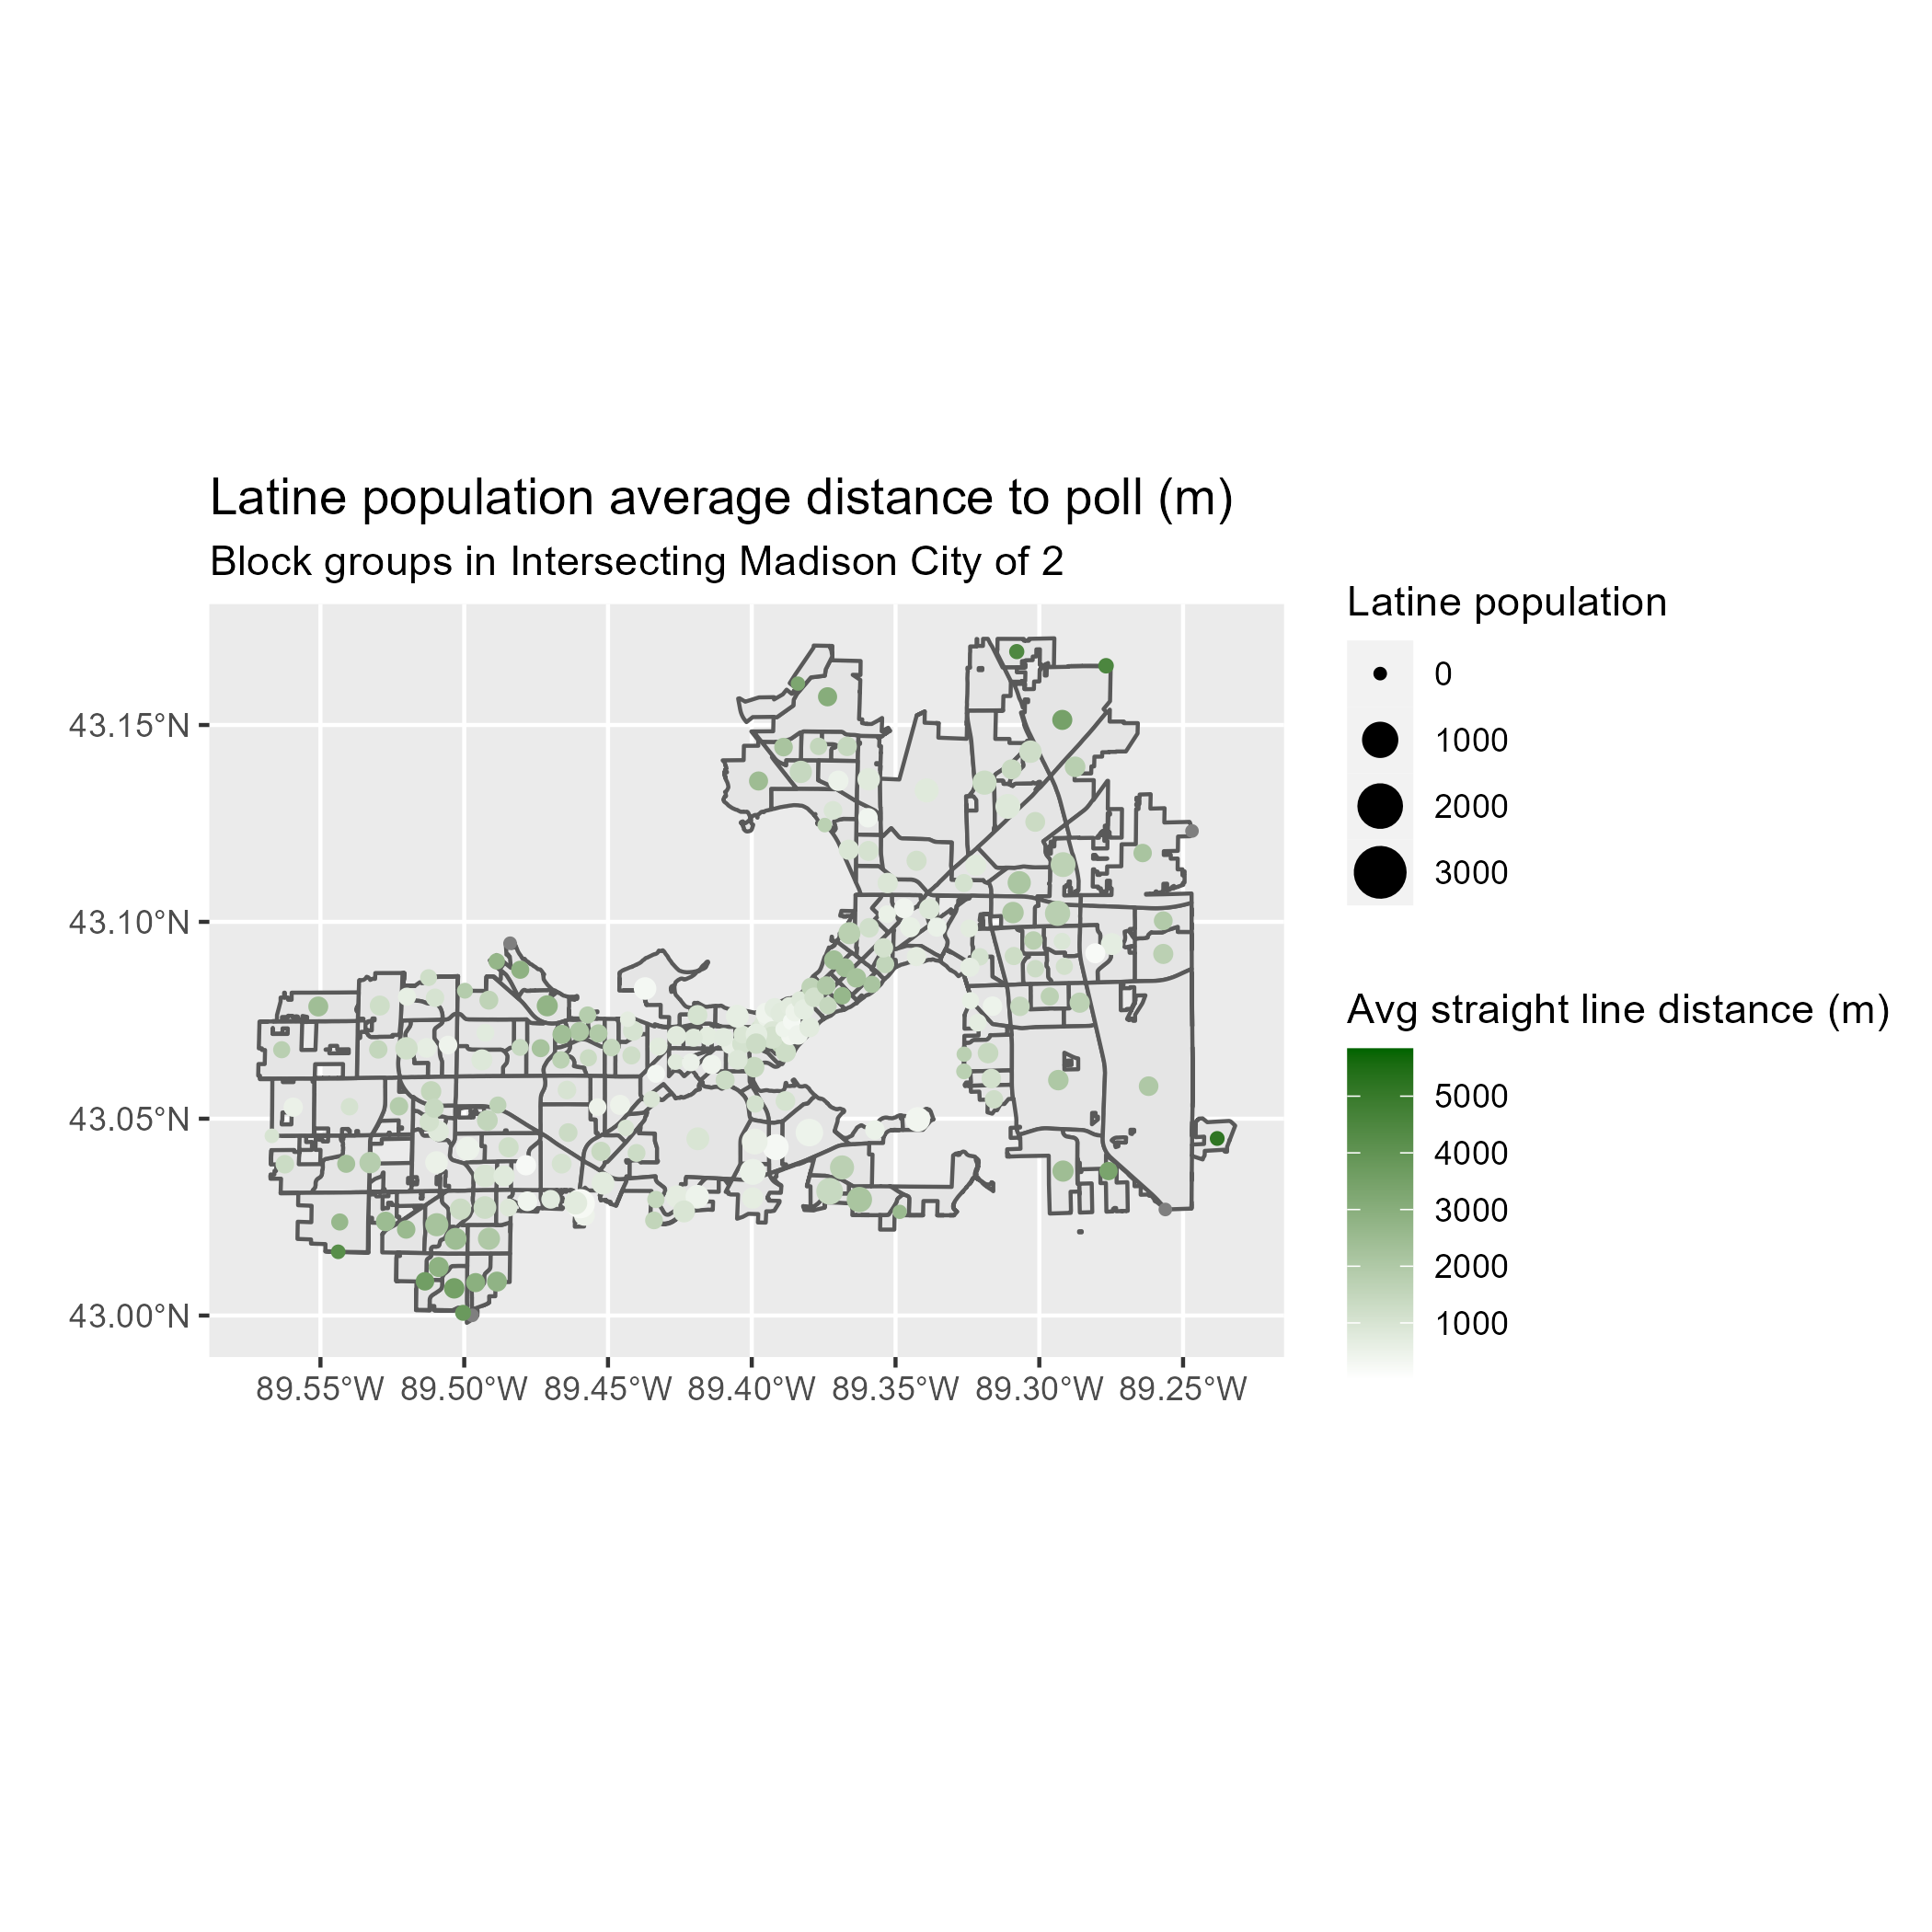 Latine population average distance to poll (m)
Block groups in Intersecting Madison City of 2
Latine population
0
1000
2000
3000
Avg straight line distance (m)
5000
4000
3000
2000
1000
43.15°N
43.10°N
43.05°N
43.00°N
89.55°W 89.50°W 89.45°W 89.40°W 89.35°W 89.30°W 89.25°W